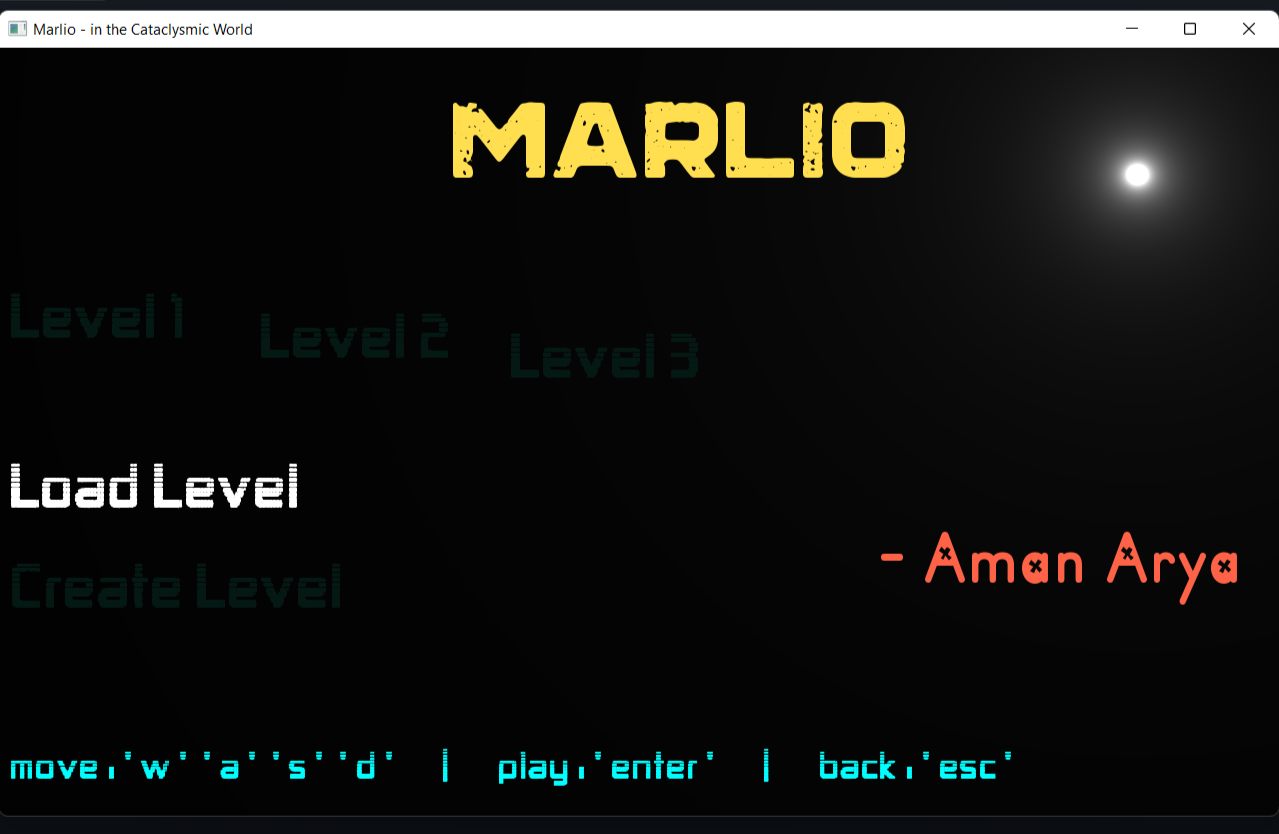 Marlio - in the Cataclysmic World
MARLIO
Level 1 Level 2 Level 3
Load Level
- Aman Arya
Create Level
move:'w' 'a' 's' 'd' | play:'enter' | back:'esc'